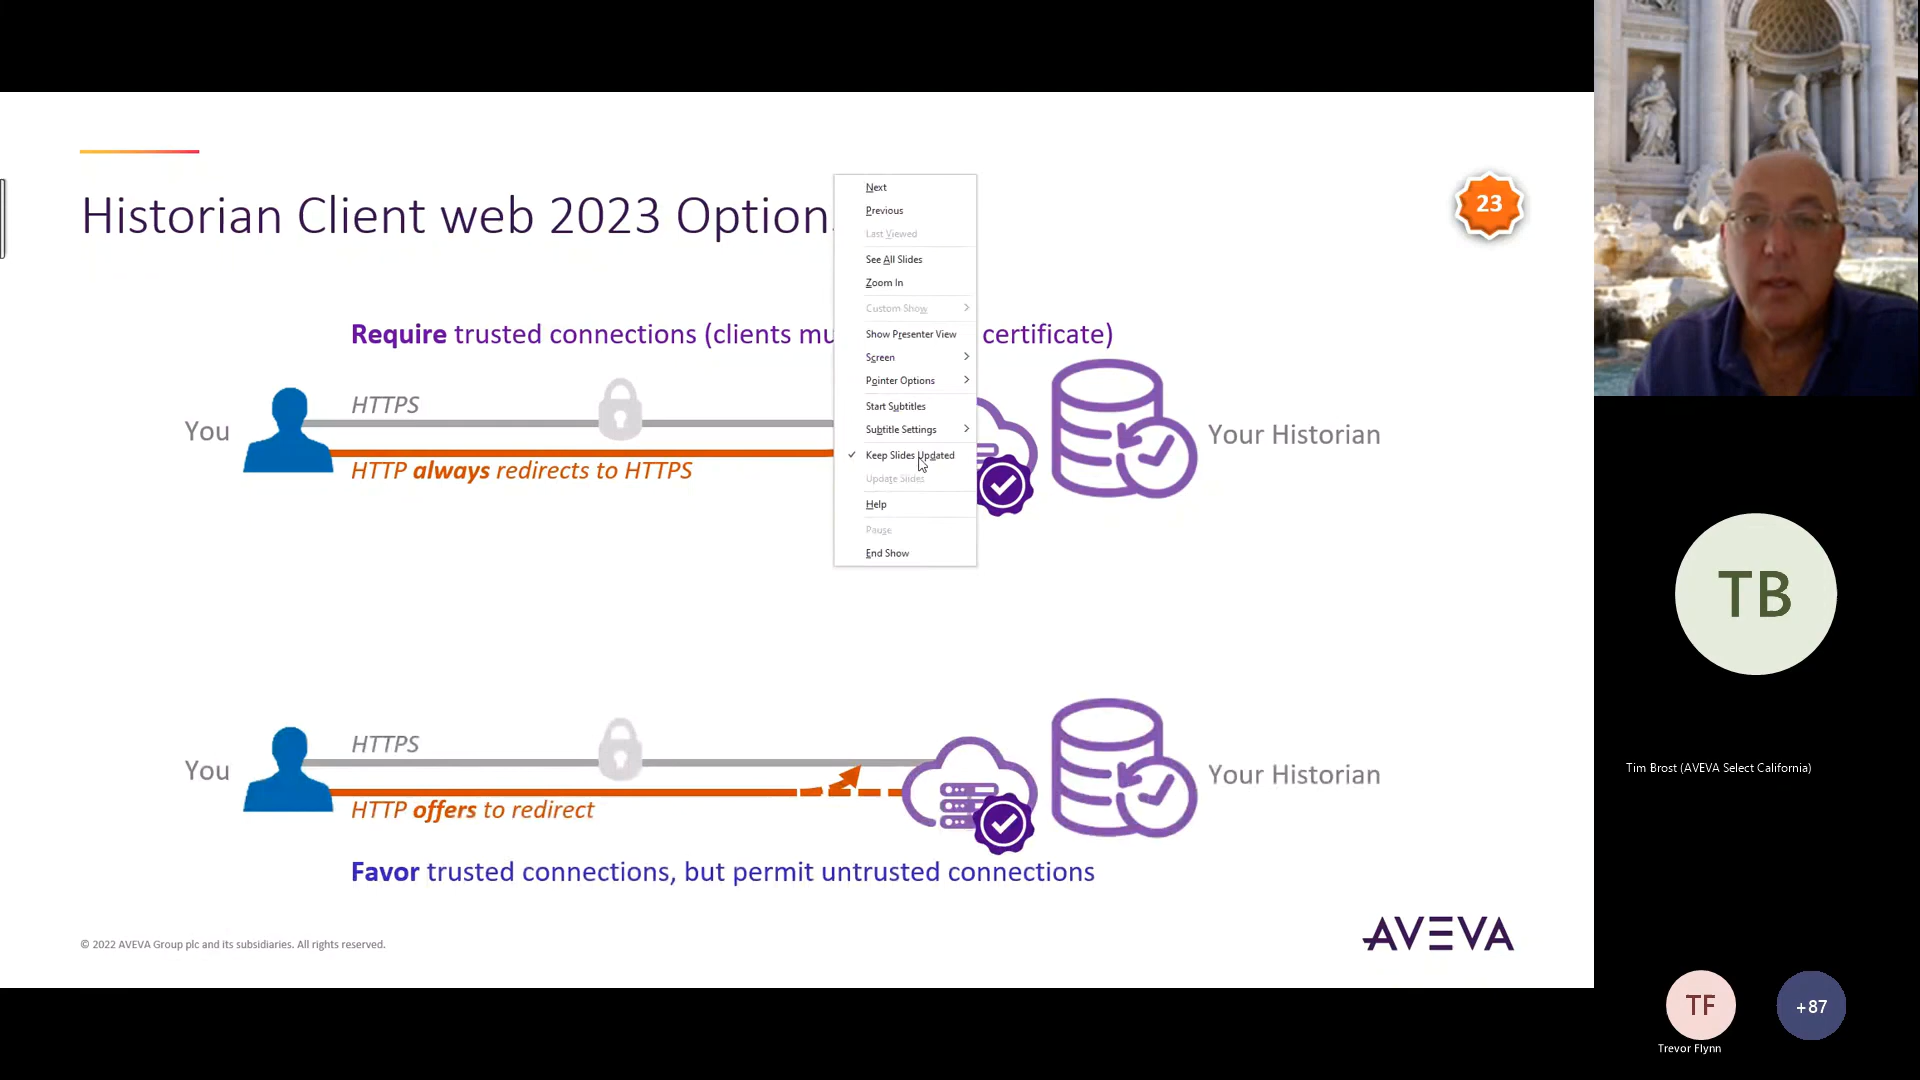 Historian Client web 2023 Option
23
Next
Previous
Last Viewed
See All Slides
Zoom In
Custom Show
Show Presenter View
Screen
Pointer Options
Start Subtitles
Subtitle Settings
Keep Slides Updated
Update Slides
Help
Pause
End Show
Require trusted connections (clients mu certificate)
HTTPS
You
Your Historian
HTTP always redirects to HTTPS
HTTPS
You
Your Historian
HTTP offers to redirect
Favor trusted connections, but permit untrusted connections
© 2022 AVEVA Group plc and its subsidiaries. All rights reserved.
AVEVA
TB
Tim Brost (AVEVA Select California)
TF
+87
Trevor Flynn